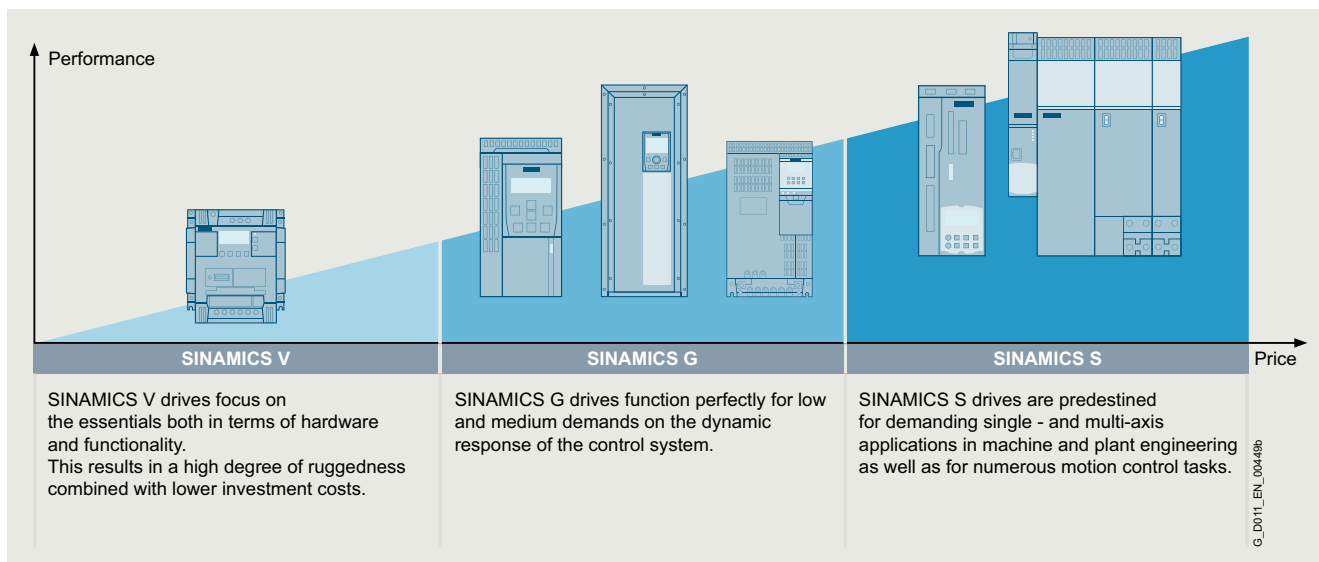 Performance
SINAMICS V
SINAMICS G
SINAMICS S
Price
SINAMICS V drives focus on
the essentials both in terms of hardware
and functionality.
This results in a high degree of ruggedness
combined with lower investment costs.
SINAMICS G drives function perfectly for low
and medium demands on the dynamic
response of the control system.
SINAMICS S drives are predestined
for demanding single - and multi-axis
applications in machine and plant engineering
as well as for numerous motion control tasks.
G_D011_EN_00449b